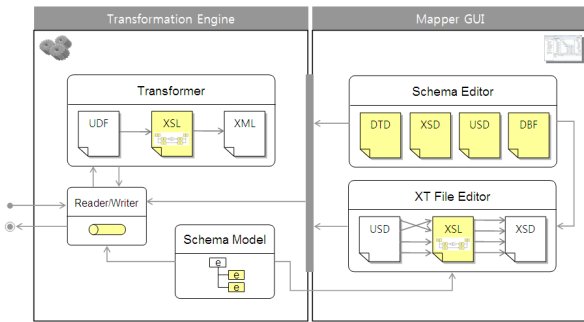 Transformation Engine
Mapper GUI
Transformer
UDF
XSL
XML
Schema Editor
DTD
XSD
USD
DBF
Reader/Writer
Schema Model
e
e
e
XT File Editor
USD
XSL
XSD